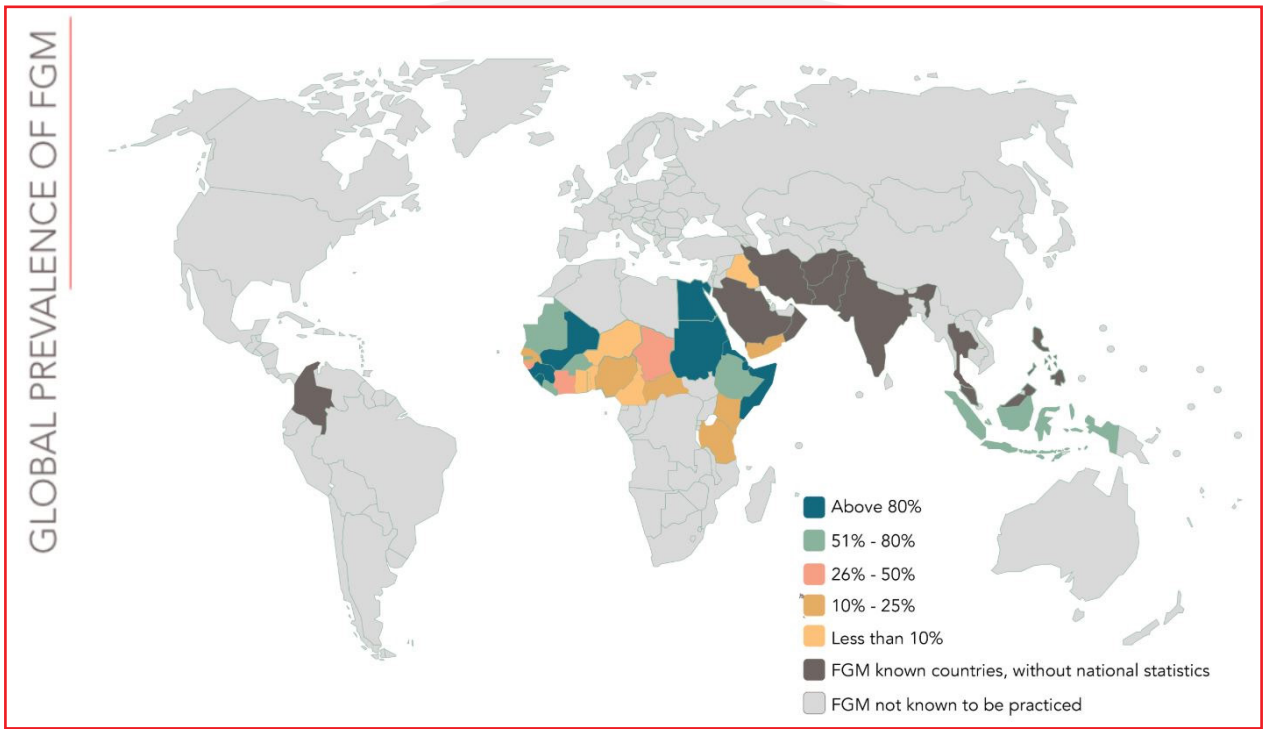 GLOBAL PREVALENCE OF FGM
Above 80%
51% - 80%
26% - 50%
10% - 25%
Less than 10%
FGM known countries, without national statistics
FGM not known to be practiced